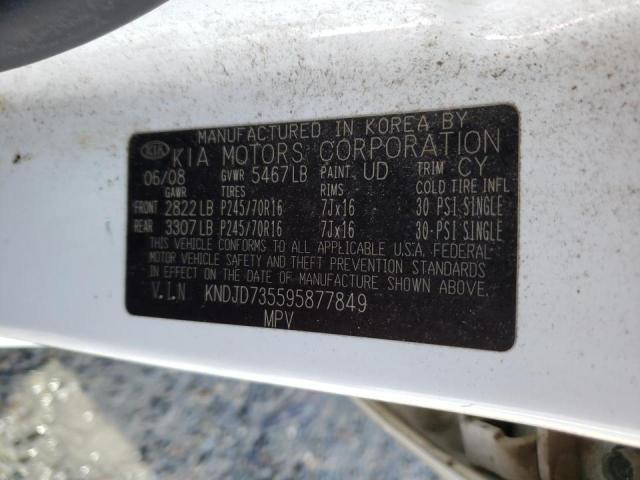 MANUFACTURED IN KOREA BY
KIA KIA MOTORS CORPORATION
06/08 GVWR 5467LB PAINT UD TRIM CY
GAWR TIRES RIMS COLD TIRE INFL
FRONT 2822LB P245/70R16 7Jx16 30 PSI SINGLE
REAR 3307LB P245/70R16 7Jx16 30-PSI SINGLE
THIS VEHICLE CONFORMS TO ALL APPLICABLE U.S.A. FEDERAL
MOTOR VEHICLE SAFETY AND THEFT PREVENTION STANDARDS
IN EFFECT ON THE DATE OF MANUFACTURE SHOWN ABOVE.
V.I.N KNDJD735595877849
MPV